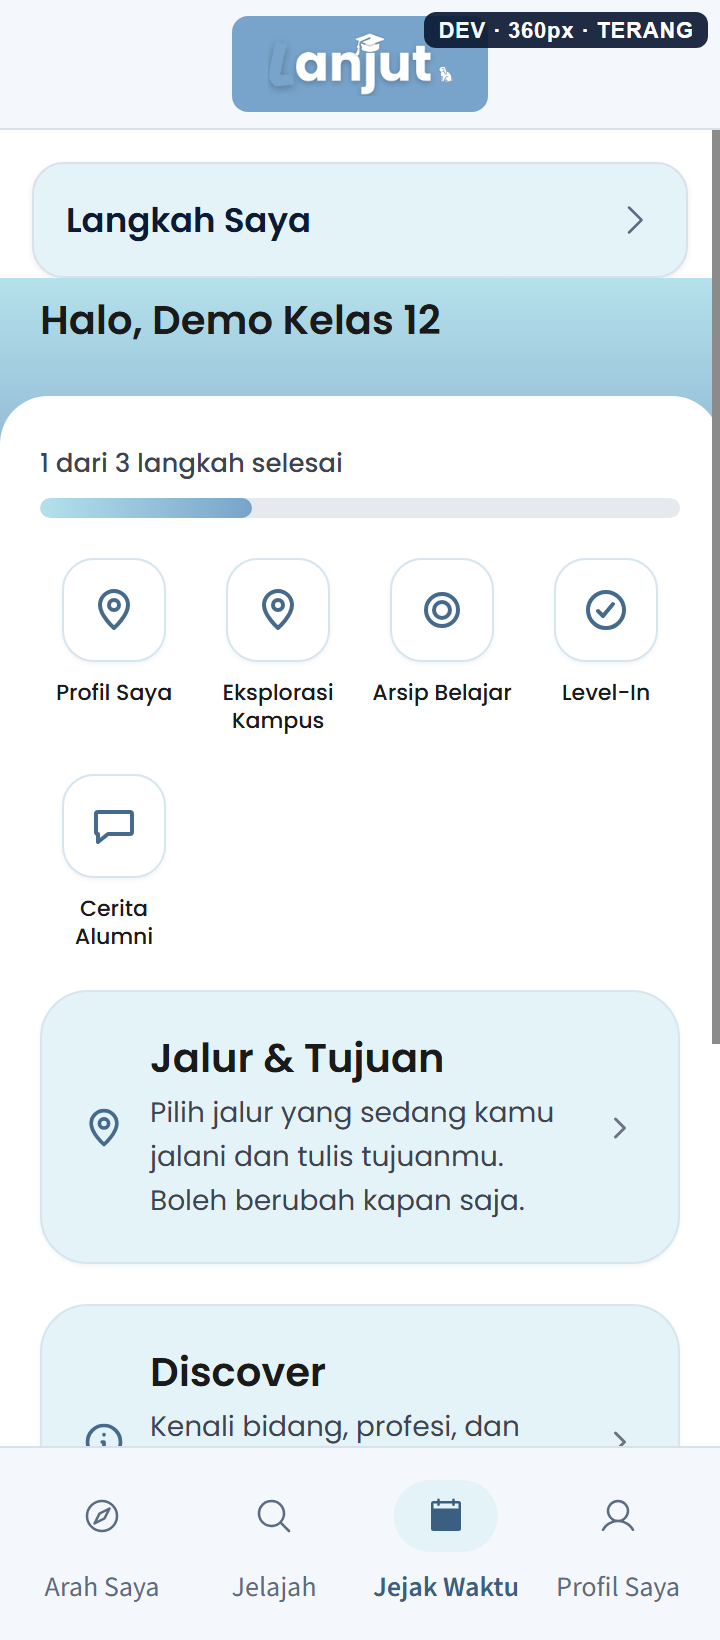 Lanjut
DEV · 360px · TERANG
Langkah Saya
Halo, Demo Kelas 12
1 dari 3 langkah selesai
Profil Saya
Eksplorasi
Kampus
Arsip Belajar
Level-In
Cerita
Alumni
Jalur & Tujuan
Pilih jalur yang sedang kamu
jalani dan tulis tujuanmu.
Boleh berubah kapan saja.
Discover
Kenali bidang, profesi, dan
Arah Saya
Jelajah
Jejak Waktu
Profil Saya